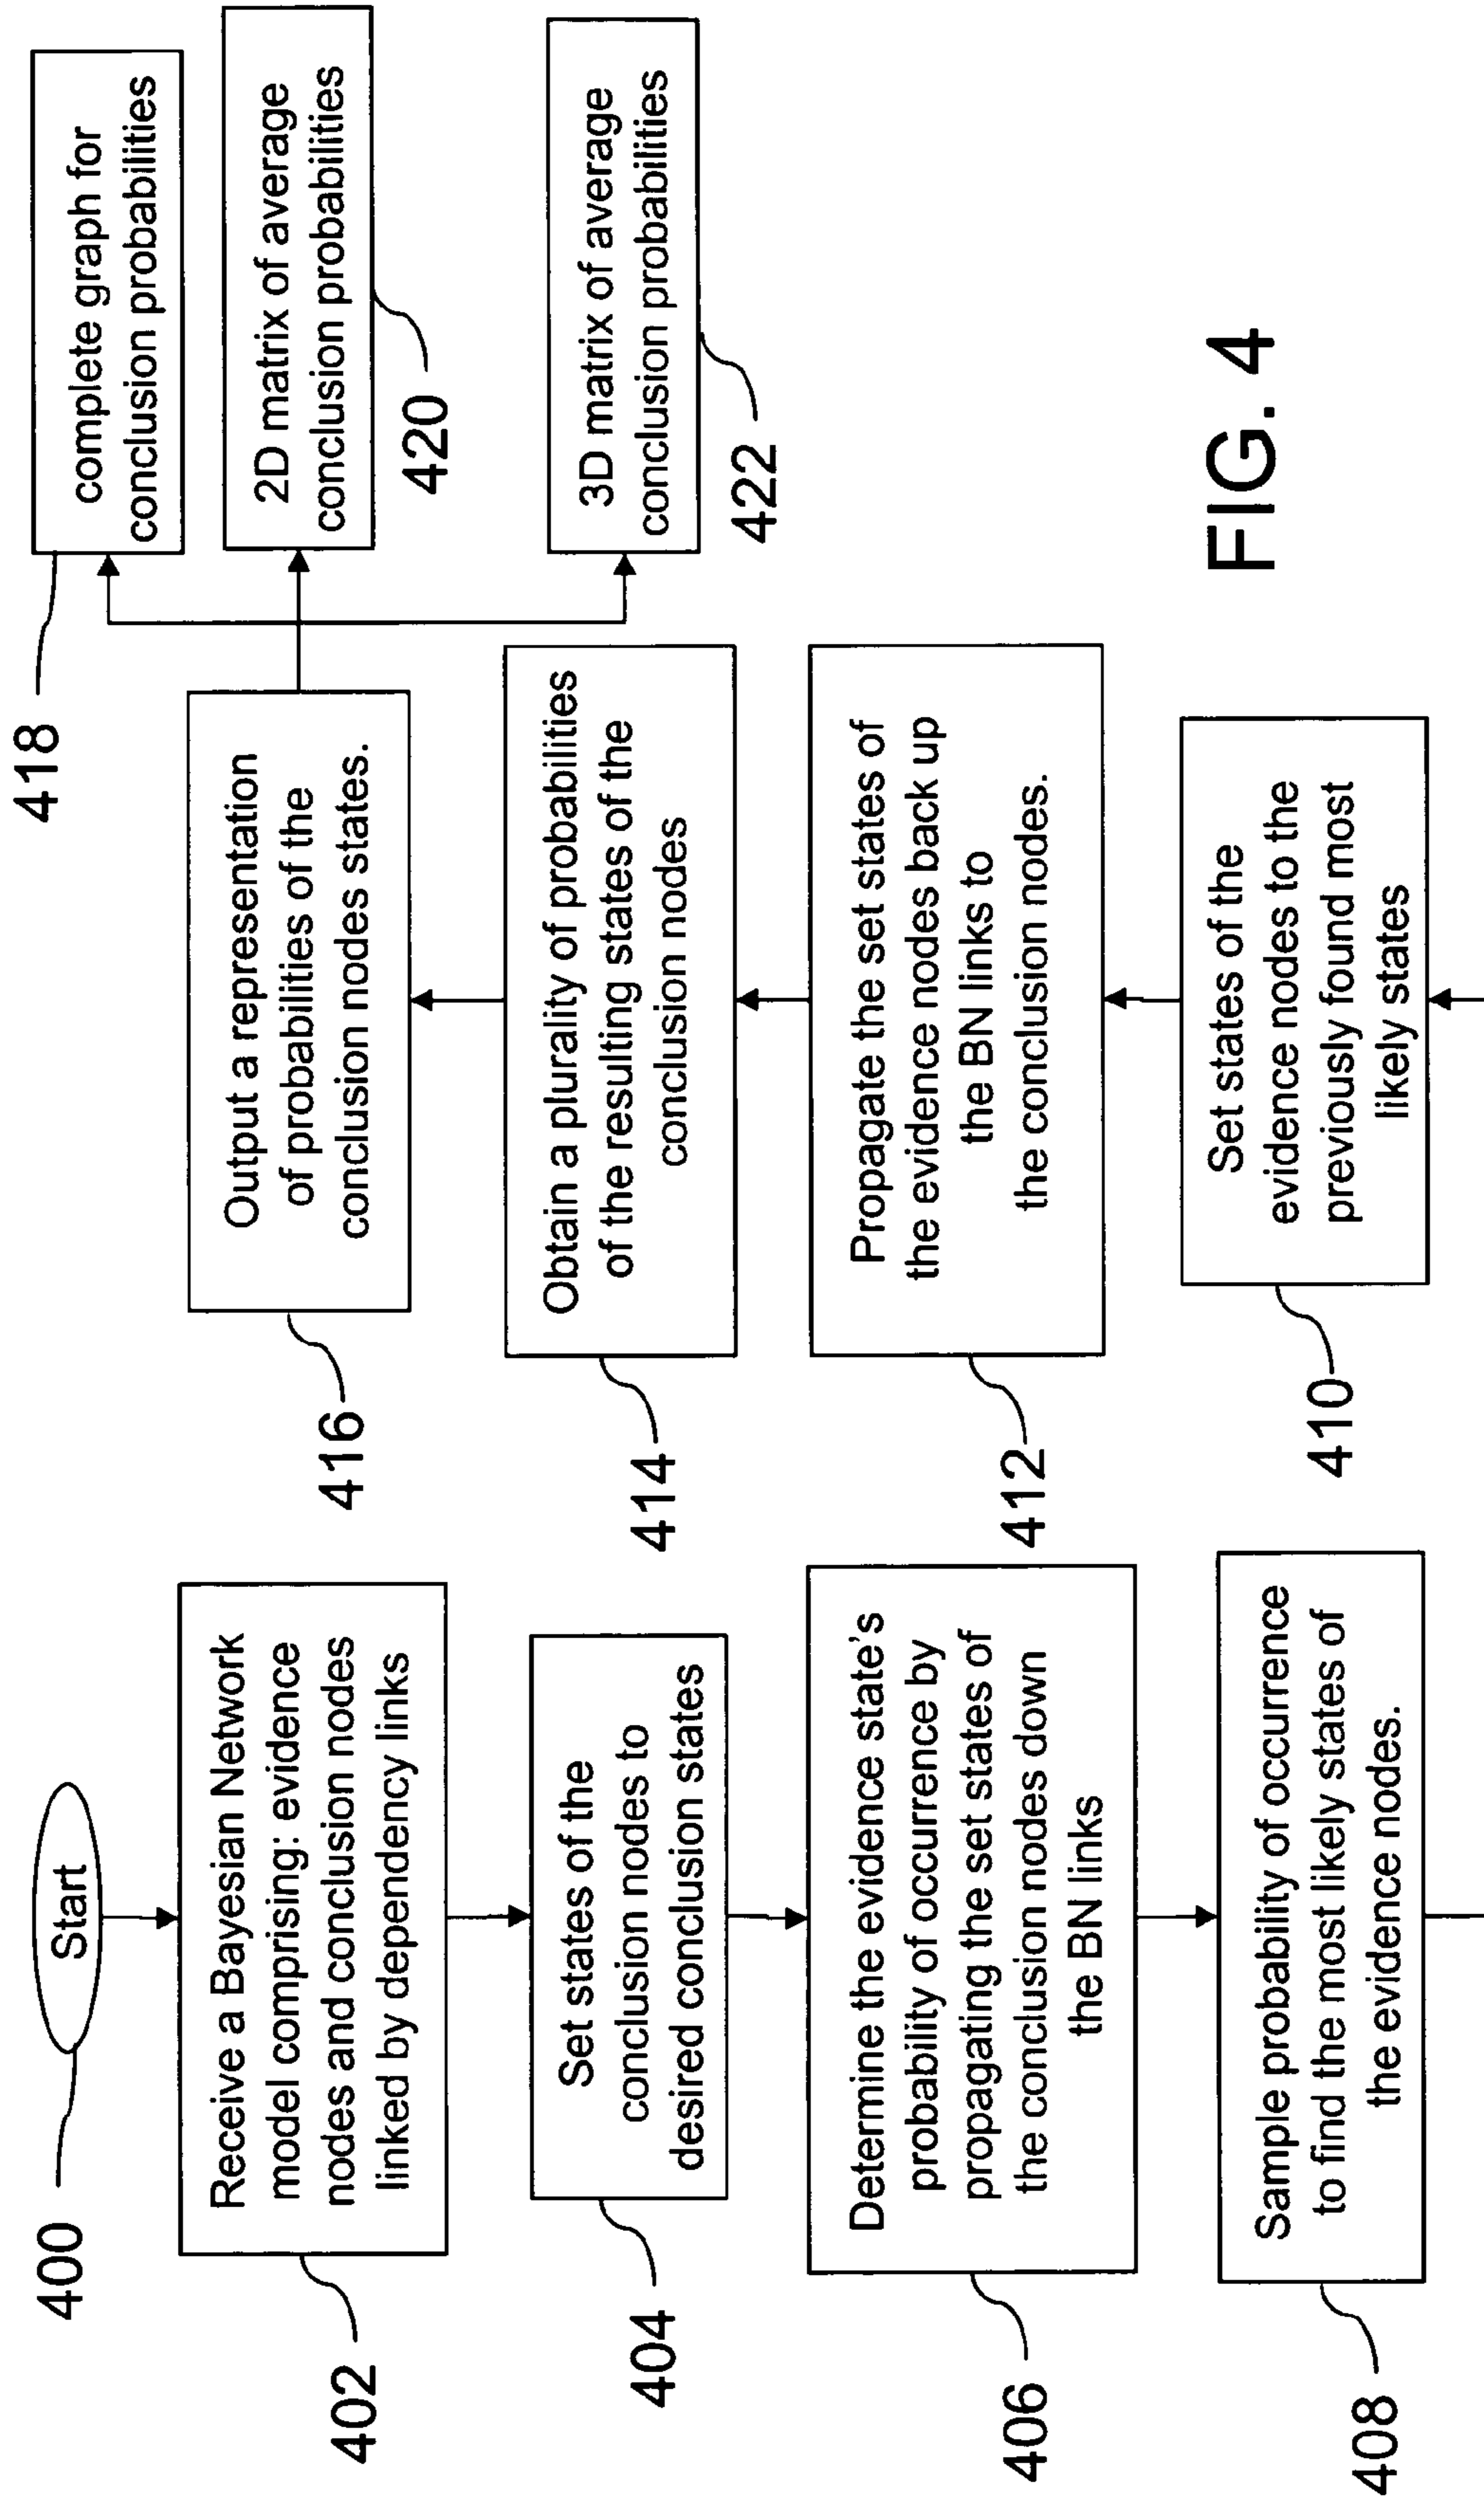 400
Start
402
Receive a Bayesian Network
model comprising: evidence
nodes and conclusion nodes
linked by dependency links
404
Set states of the
conclusion nodes to
desired conclusion states
406
Determine the evidence state's
probability of occurrence by
propagating the set states of
the conclusion nodes down
the BN links
408
Sample probability of occurrence
to find the most likely states of
the evidence nodes.
410
Set states of the
evidence nodes to the
previously found most
likely states
412
Propagate the set states of
the evidence nodes back up
the BN links to
the conclusion nodes.
414
Obtain a plurality of probabilities
of the resulting states of the
conclusion nodes
416
Output a representation
of probabilities of the
conclusion nodes states.
418
complete graph for
conclusion probabilities
2D matrix of average
conclusion probabilities
420
3D matrix of average
conclusion probabilities
422
FIG. 4